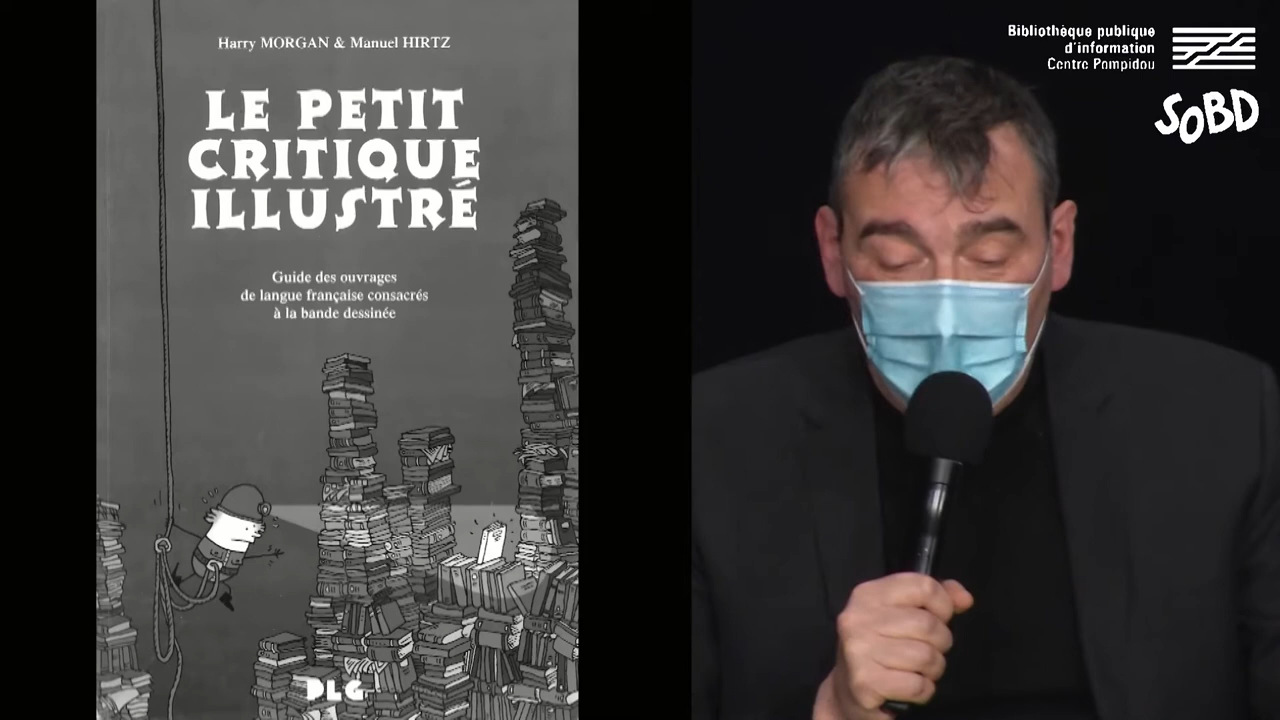 Harry MORGAN & Manuel HIRTZ
LE PETIT
CRITIQUE
ILLUSTRÉ
Guide des ouvrages
de langue française consacrés
à la bande dessinée
PLG
Bibliothèque publique
d'information
Centre Pompidou
SOBD